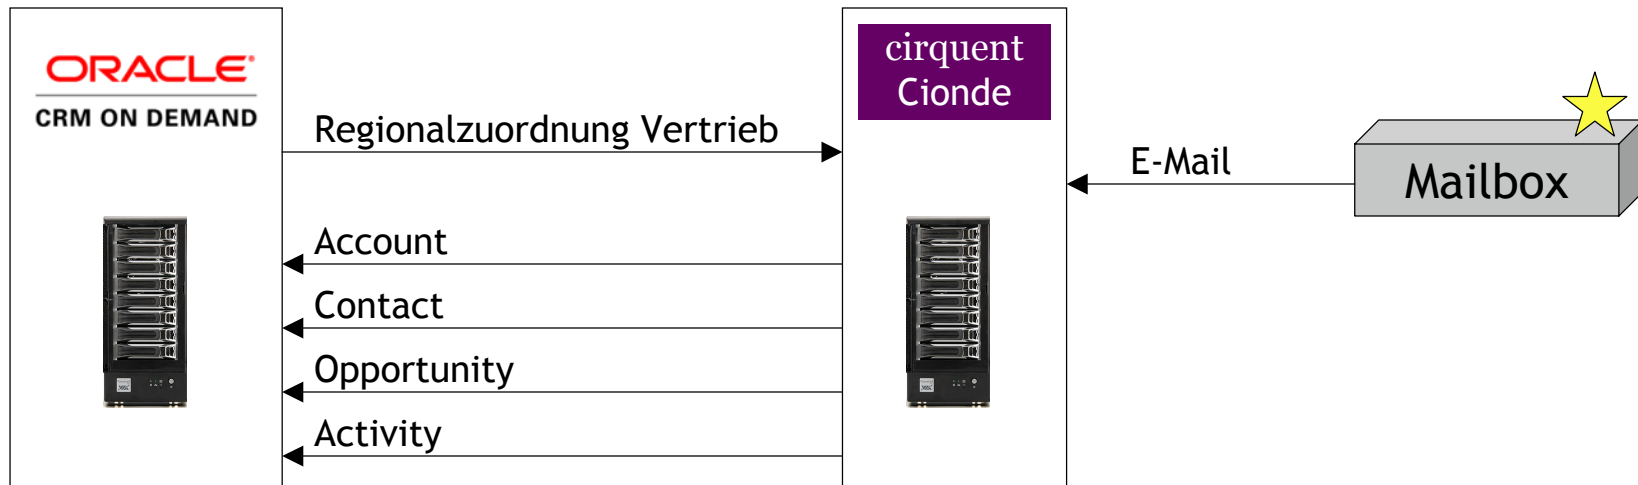 ORACLE
CRM ON DEMAND
cirquent
Cionde
Regionalzuordnung Vertrieb
E-Mail
Mailbox
Account
Contact
Opportunity
Activity